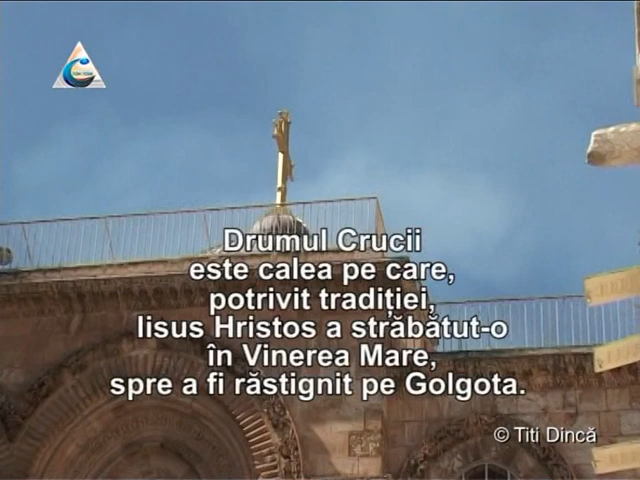 Drumul Crucii
este calea pe care,
potrivit tradiției,
Iisus Hristos a străbătut-o
în Vinerea Mare,
spre a fi răstignit pe Golgota.
© Titi Dincă